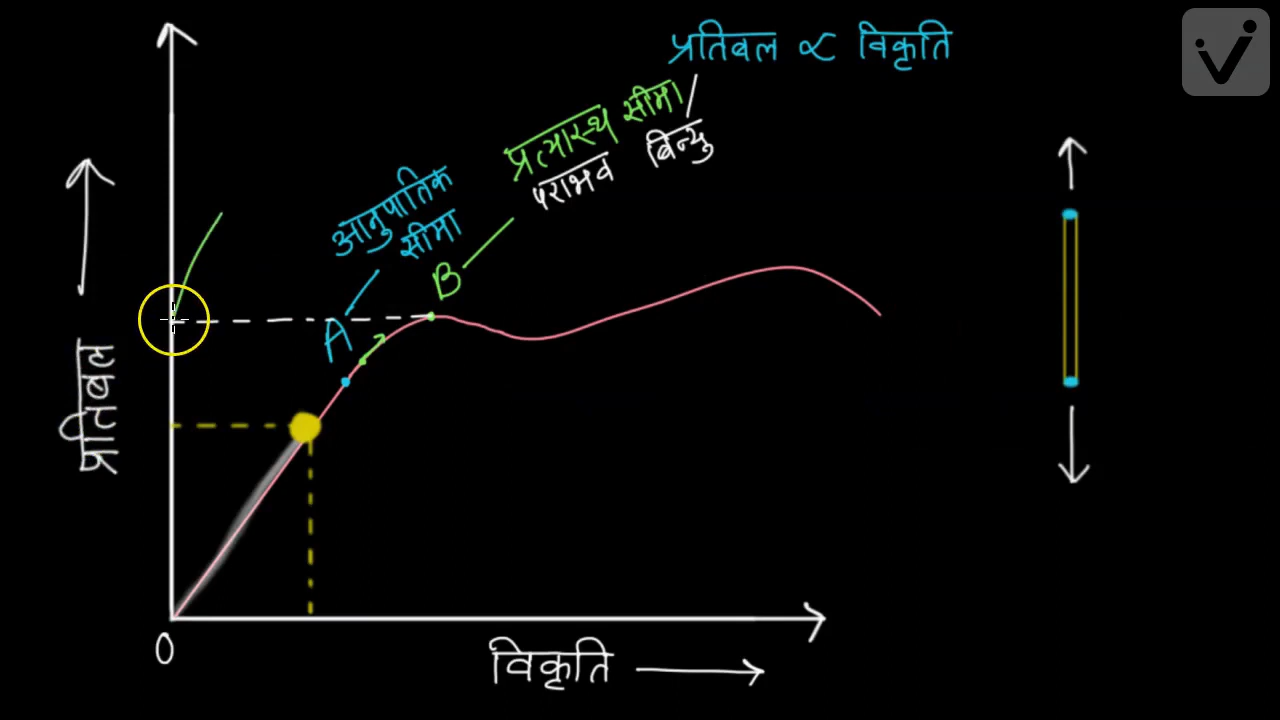 प्रतिबल ∝ विकृति
प्रत्यास्थ सीमा/
पराभव बिन्दु
आनुपातिक
सीमा
B
A
प्रतिबल
0
विकृति